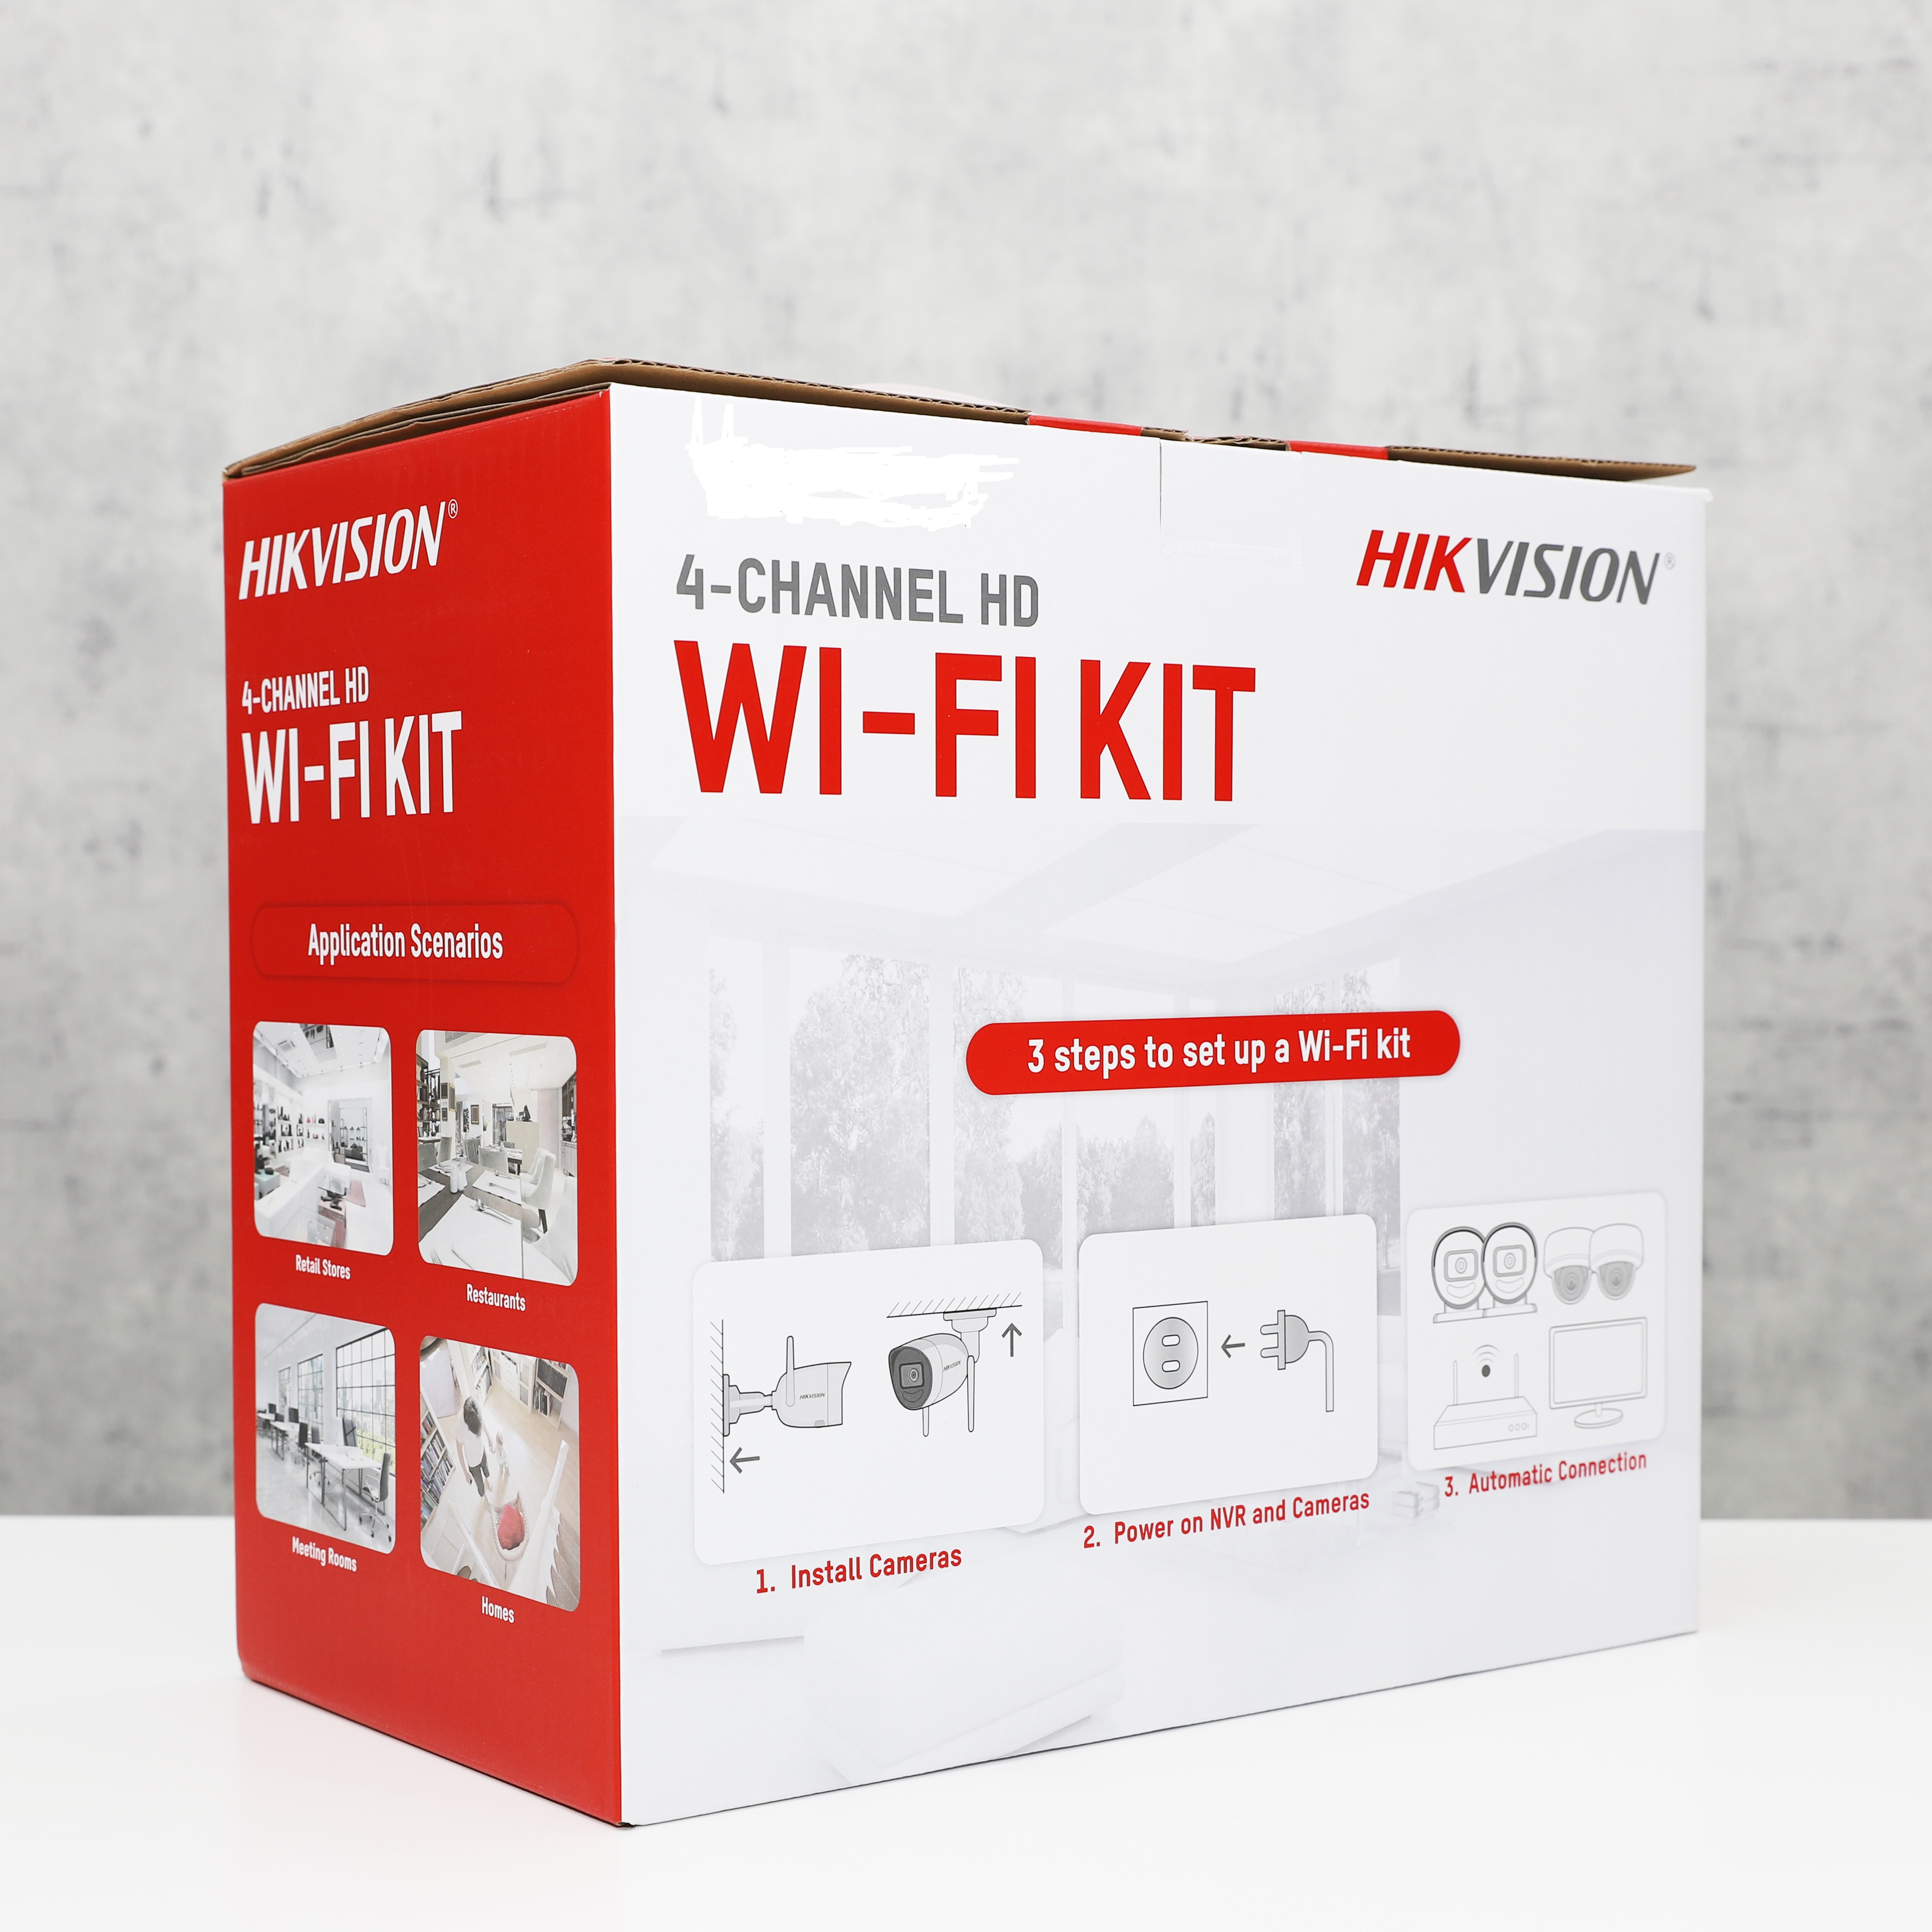 HIKVISION®
4-CHANNEL HD
WI-FI KIT
Application Scenarios
Retail Stores
Restaurants
Meeting Rooms
Homes
HIKVISION®
4-CHANNEL HD
WI-FI KIT
3 steps to set up a Wi-Fi kit
HIKVISION
HIKVISION
1. Install Cameras
2. Power on NVR and Cameras
3. Automatic Connection